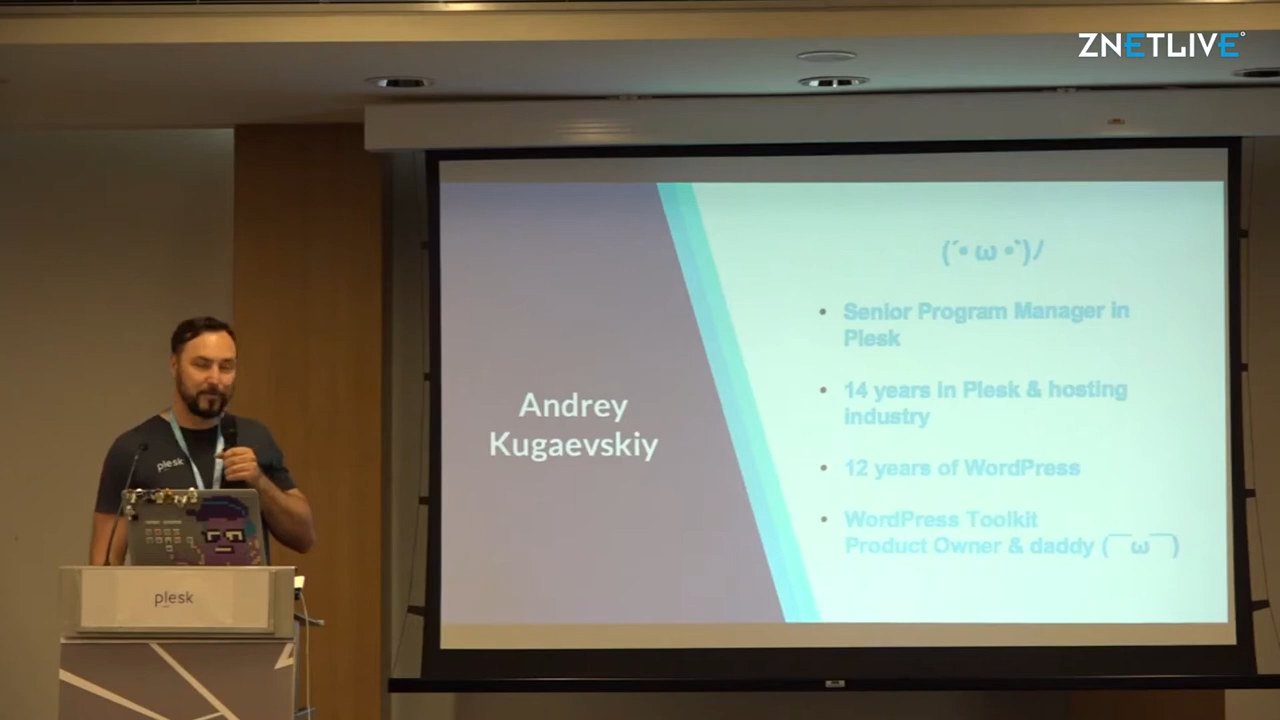 ZNETLIVE
Andrey
Kugaevskiy
(´• ω •`)/
• Senior Program Manager in
Plesk
• 14 years in Plesk & hosting
industry
• 12 years of WordPress
• WordPress Toolkit
Product Owner & daddy (￣ω￣)
plesk
plesk